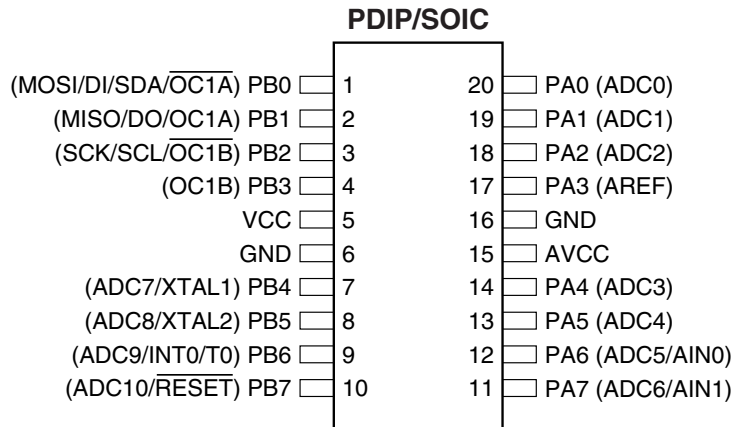 PDIP/SOIC
(MOSI/DI/SDA/OC1A) PB0 1 20 PA0 (ADC0)
(MISO/DO/OC1A) PB1 2 19 PA1 (ADC1)
(SCK/SCL/OC1B) PB2 3 18 PA2 (ADC2)
(OC1B) PB3 4 17 PA3 (AREF)
VCC 5 16 GND
GND 6 15 AVCC
(ADC7/XTAL1) PB4 7 14 PA4 (ADC3)
(ADC8/XTAL2) PB5 8 13 PA5 (ADC4)
(ADC9/INT0/T0) PB6 9 12 PA6 (ADC5/AIN0)
(ADC10/RESET) PB7 10 11 PA7 (ADC6/AIN1)